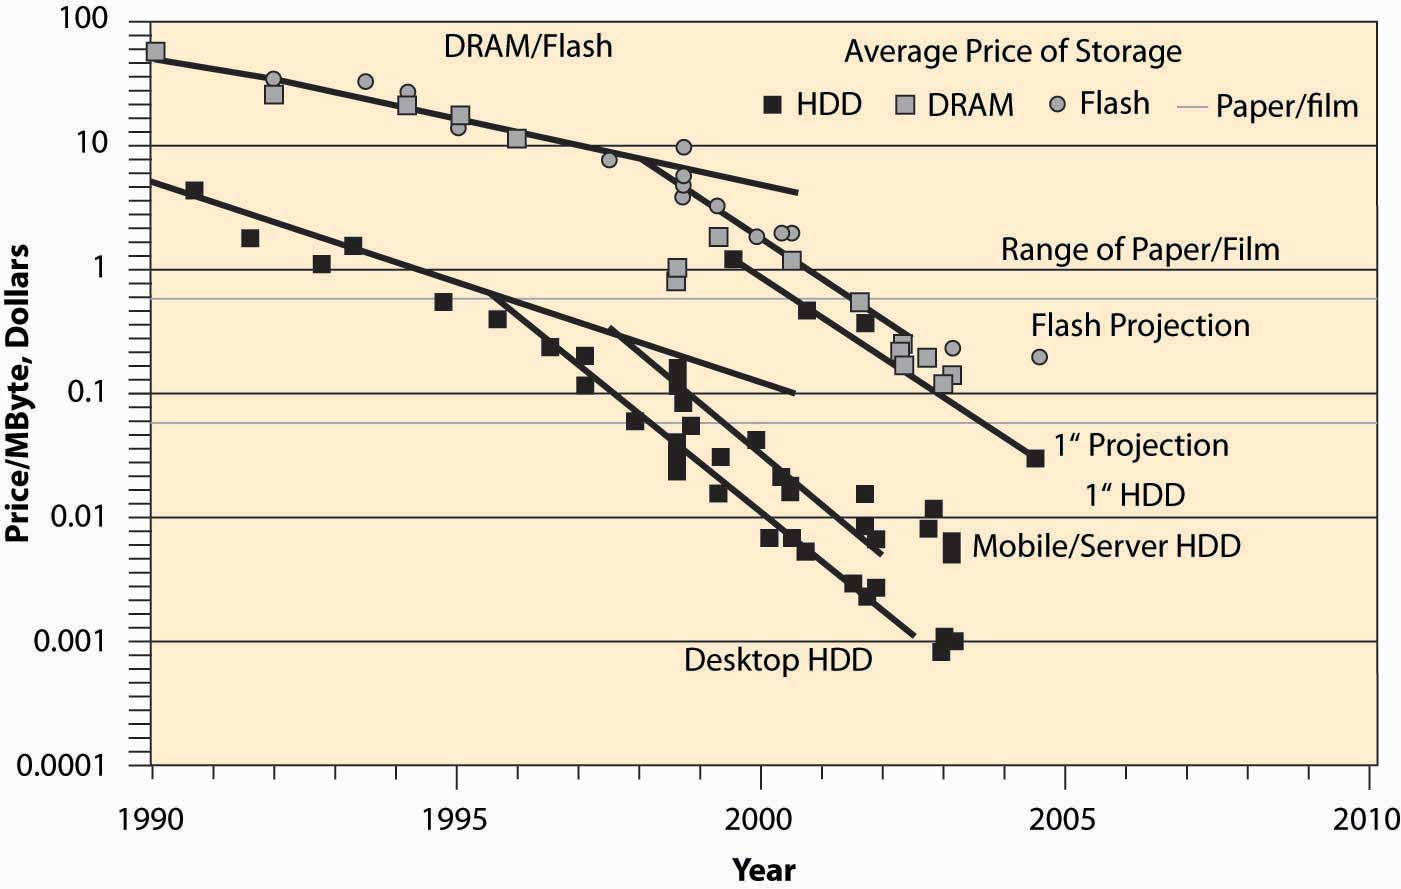 100
DRAM/Flash
Average Price of Storage
HDD DRAM Flash Paper/film
10
Range of Paper/Film
1
Flash Projection
0.1
1“ Projection
1“ HDD
0.01
Mobile/Server HDD
0.001
Desktop HDD
0.0001
Price/MByte, Dollars
1990 1995 2000 2005 2010
Year